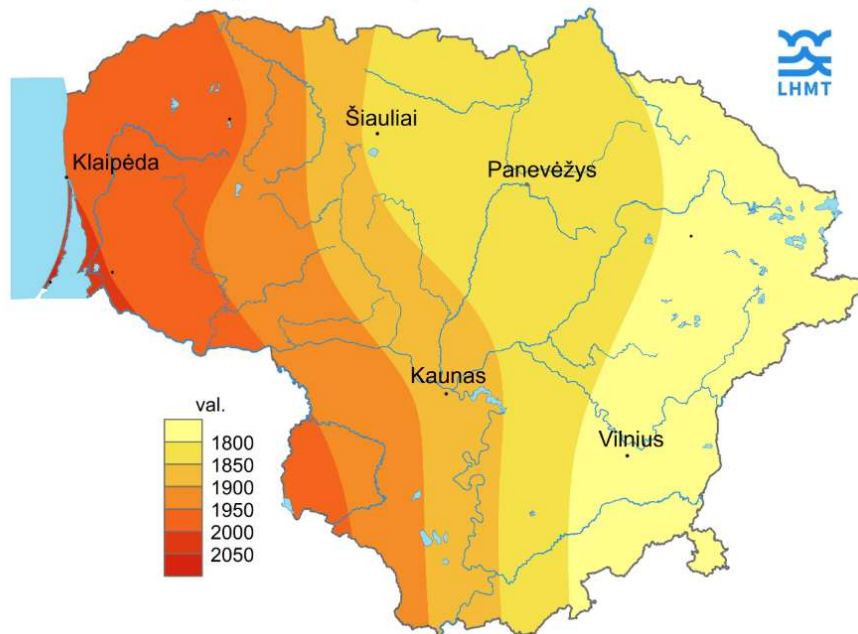 LHMT
Šiauliai
Klaipėda
Panevėžys
Kaunas
val.
1800
1850
1900
1950
2000
2050
Vilnius